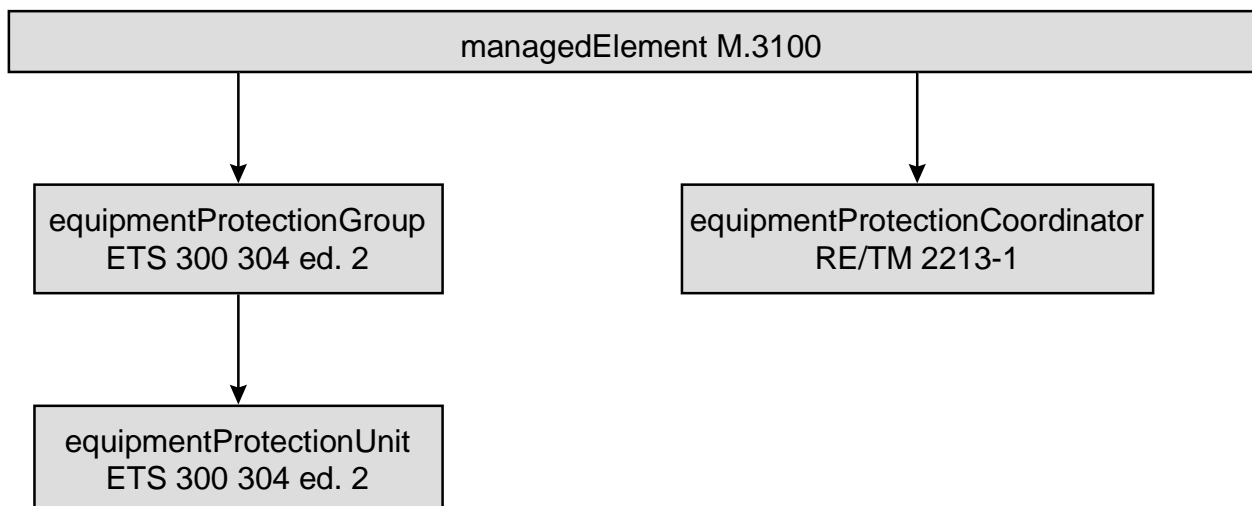 managedElement M.3100
equipmentProtectionGroup
ETS 300 304 ed. 2
equipmentProtectionCoordinator
RE/TM 2213-1
equipmentProtectionUnit
ETS 300 304 ed. 2